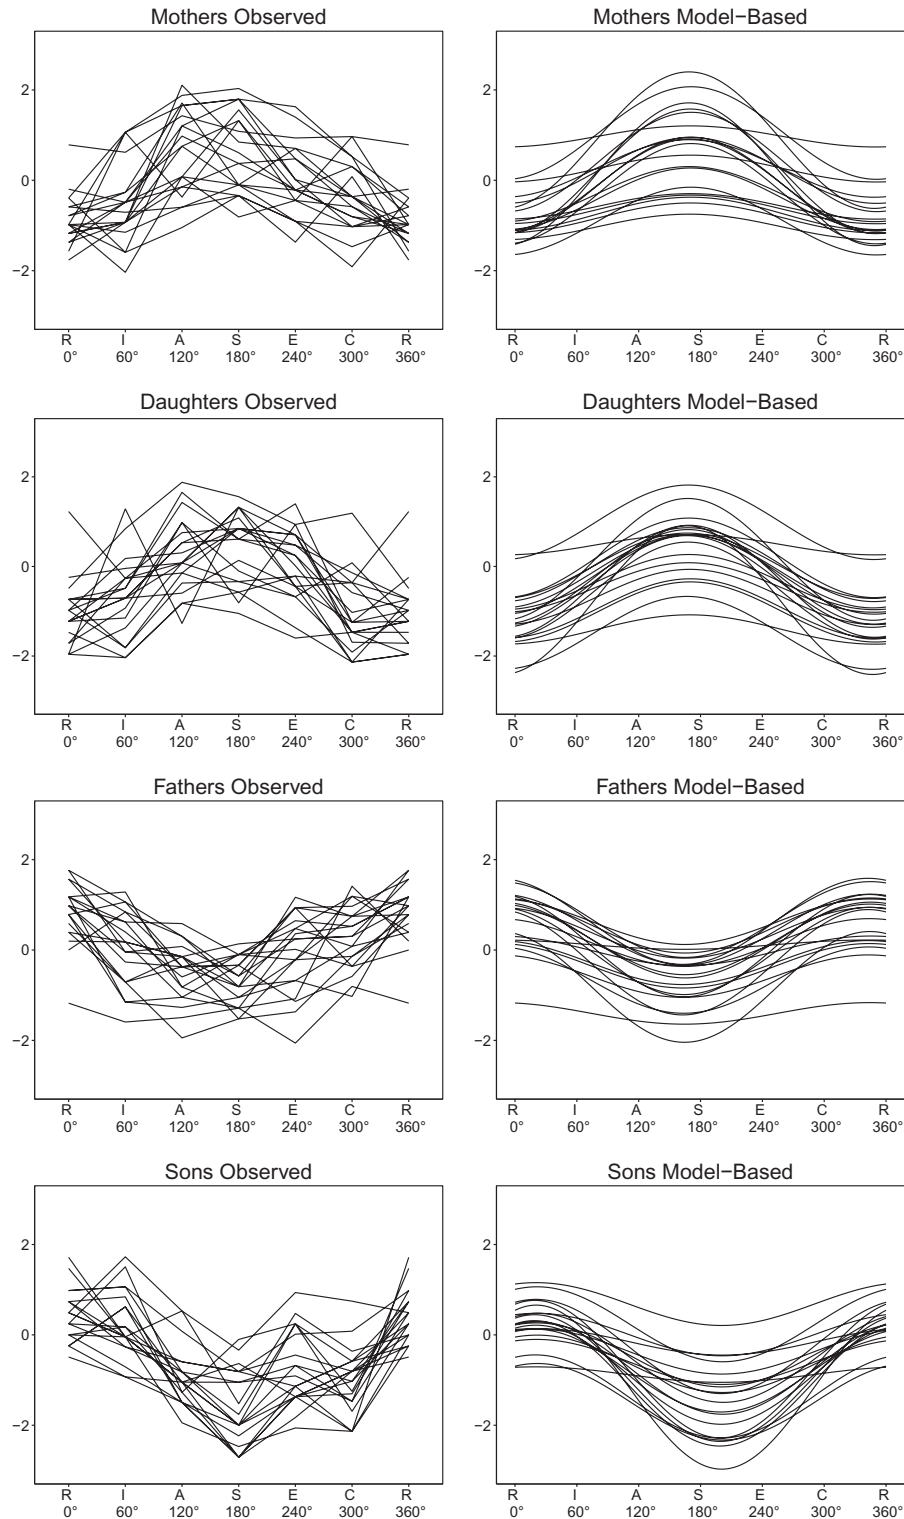 Mothers Observed
2
0
−2
R I A S E C R
0° 60° 120° 180° 240° 300° 360°
Mothers Model−Based
2
0
−2
R I A S E C R
0° 60° 120° 180° 240° 300° 360°
Daughters Observed
2
0
−2
R I A S E C R
0° 60° 120° 180° 240° 300° 360°
Daughters Model−Based
2
0
−2
R I A S E C R
0° 60° 120° 180° 240° 300° 360°
Fathers Observed
2
0
−2
R I A S E C R
0° 60° 120° 180° 240° 300° 360°
Fathers Model−Based
2
0
−2
R I A S E C R
0° 60° 120° 180° 240° 300° 360°
Sons Observed
2
0
−2
R I A S E C R
0° 60° 120° 180° 240° 300° 360°
Sons Model−Based
2
0
−2
R I A S E C R
0° 60° 120° 180° 240° 300° 360°